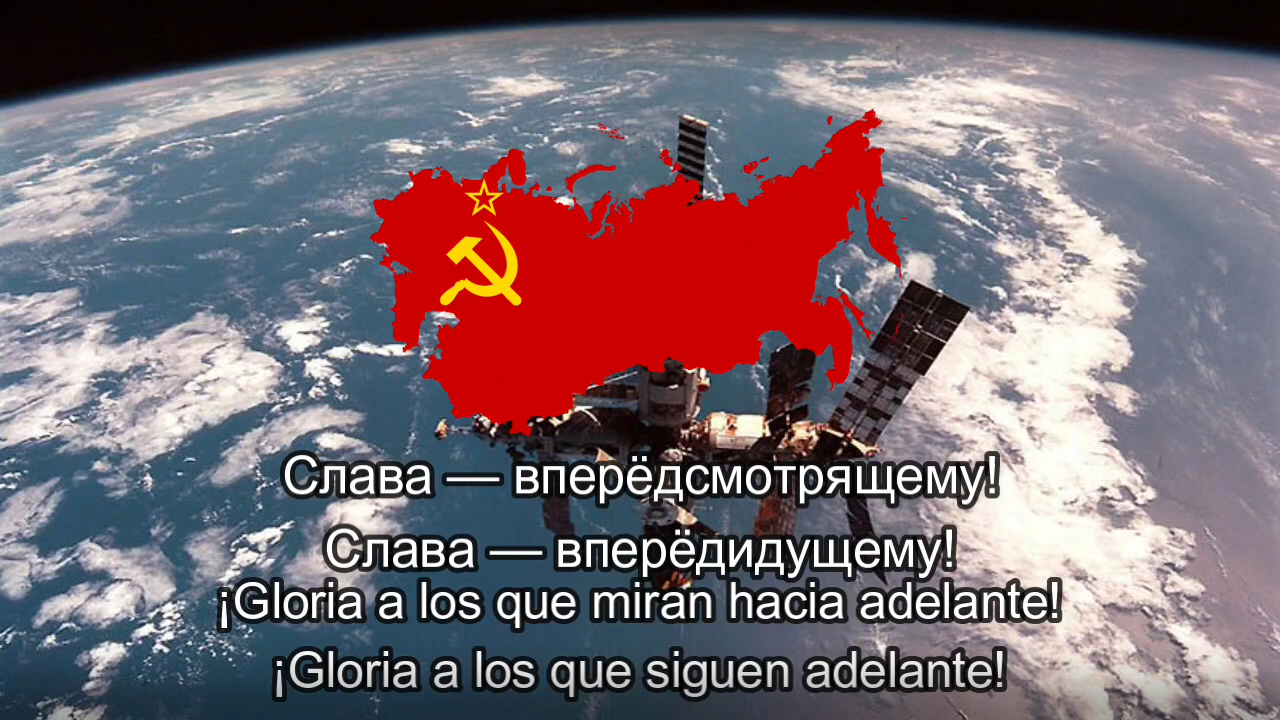 Слава — вперёдсмотрящему!
Слава — вперёдидущему!
¡Gloria a los que miran hacia adelante!
¡Gloria a los que siguen adelante!